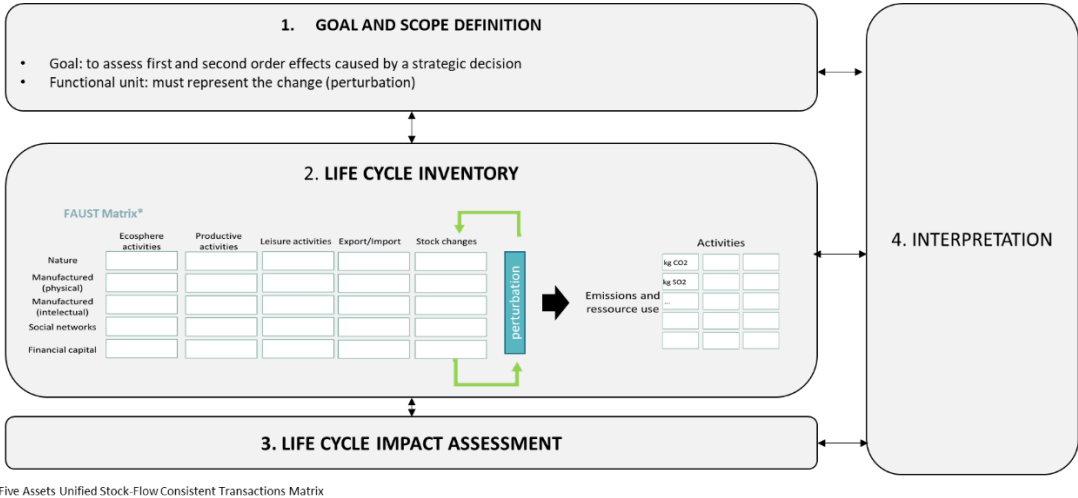 1. GOAL AND SCOPE DEFINITION
• Goal: to assess first and second order effects caused by a strategic decision
• Functional unit: must represent the change (perturbation)
2. LIFE CYCLE INVENTORY
FAUST Matrix*
Ecosphere
activities
Productive
activities
Leisure activities
Export/Import
Stock changes
Nature
Manufactured
(physical)
Manufactured
(intelectual)
Social networks
Financial capital
perturbation
Emissions and
ressource use
Activities
kg CO2
kg SO2
...
3. LIFE CYCLE IMPACT ASSESSMENT
4. INTERPRETATION
Five Assets Unified Stock-Flow Consistent Transactions Matrix